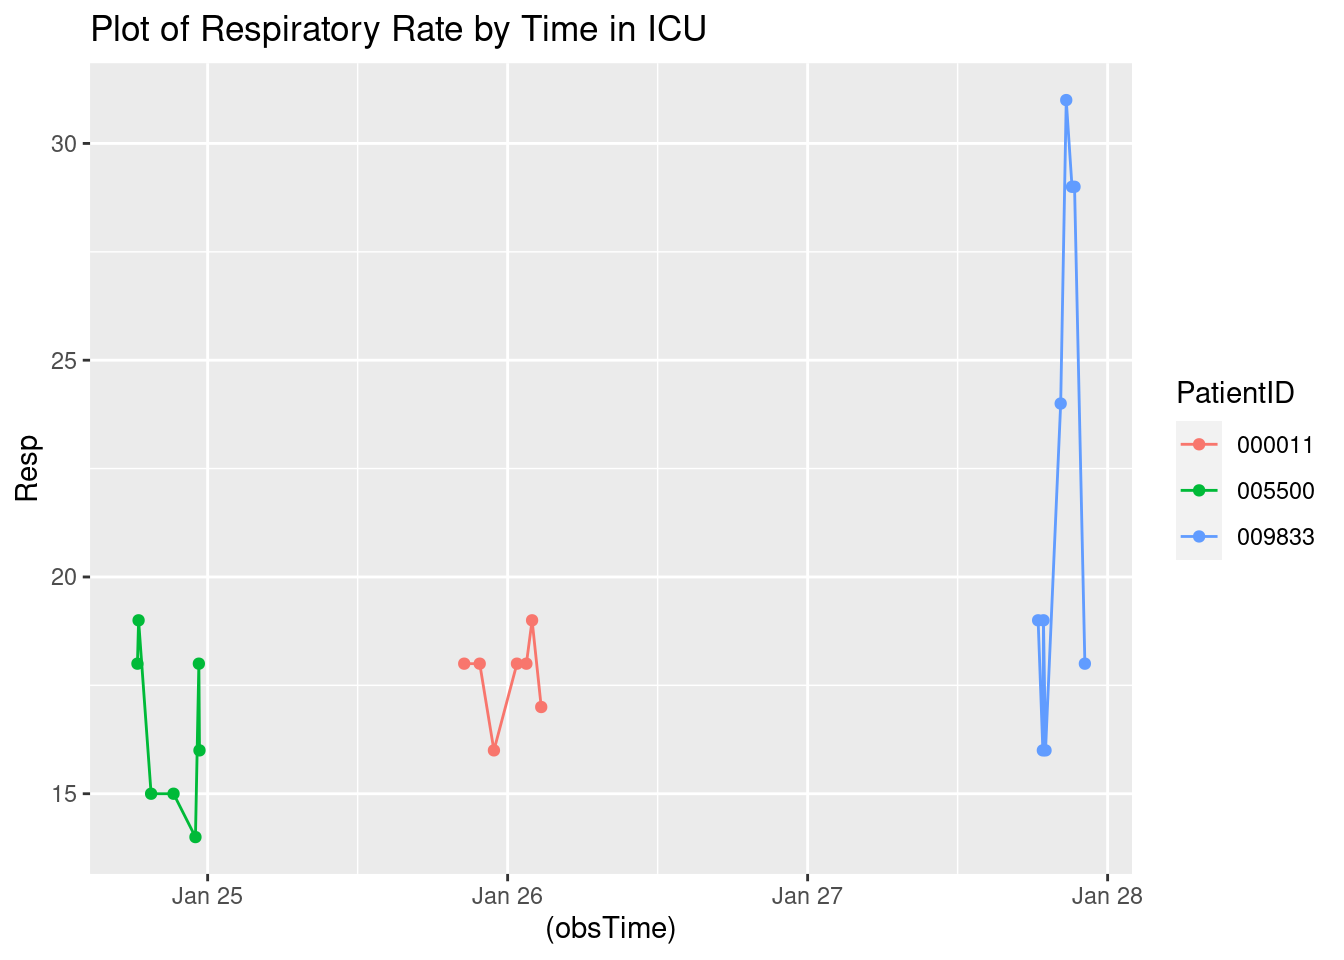 Plot of Respiratory Rate by Time in ICU
30
25
20
15
Resp
Jan 25
Jan 26
Jan 27
Jan 28
(obsTime)
PatientID
000011
005500
009833